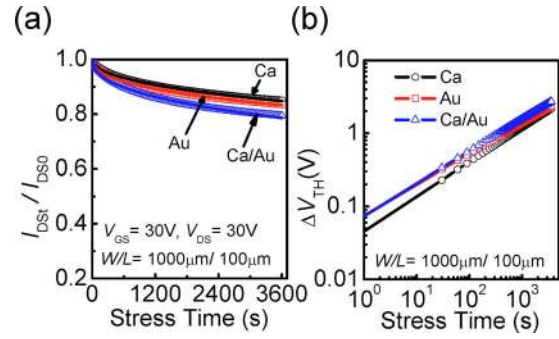 (a)
I_DSt / I_DS0
1.0
0.8
0.6
0.4
0.2
Ca
Au
Ca/Au
V_GS = 30V, V_DS = 30V
W/L= 1000μm/ 100μm
0 1200 2400 3600
Stress Time (s)
(b)
ΔV_TH(V)
10
1
0.1
0.01
Ca
Au
Ca/Au
W/L= 1000μm/ 100μm
10^0 10^1 10^2 10^3
Stress Time (s)